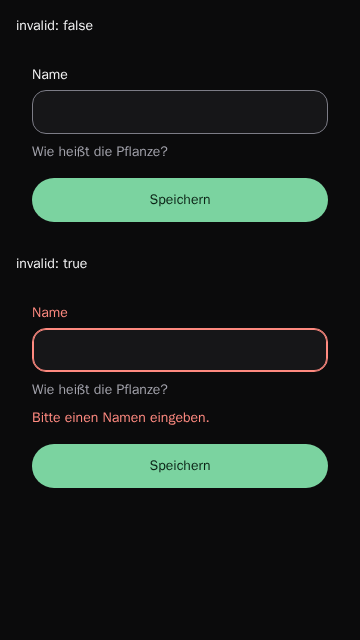 invalid: false
Name
Wie heißt die Pflanze?
Speichern
invalid: true
Name
Wie heißt die Pflanze?
Bitte einen Namen eingeben.
Speichern